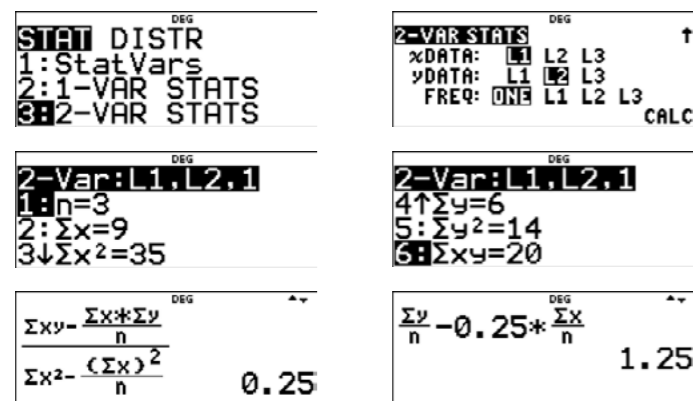 DEG
STAT DISTR
1:StatVars
2:1-VAR STATS
3:2-VAR STATS
DEG
2-VAR STATS ↑
xDATA: L1 L2 L3
yDATA: L1 L2 L3
FREQ: ONE L1 L2 L3
CALC
DEG
2-Var:L1,L2,1
1:n=3
2:Σx=9
3↓Σx²=35
DEG
2-Var:L1,L2,1
4↑Σy=6
5:Σy²=14
6:Σxy=20
DEG
Σxy-Σx*Σy
n
Σx²-(Σx)²
n
0.25
DEG
Σy/n-0.25*Σx/n
1.25